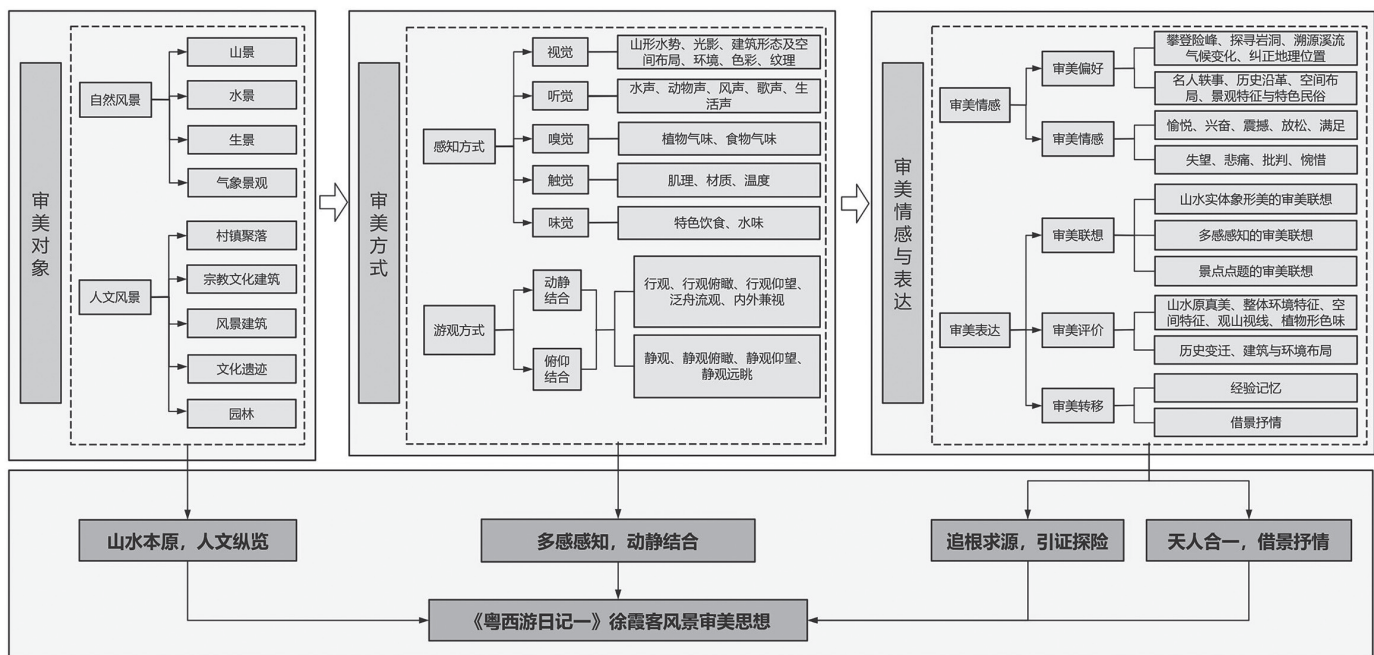 审美对象
自然风景
山景
水景
生景
气象景观
人文风景
村镇聚落
宗教文化建筑
风景建筑
文化遗迹
园林
审美方式
感知方式
视觉
山形水势、光影、建筑形态及空
间布局、环境、色彩、纹理
听觉
水声、动物声、风声、歌声、生
活声
嗅觉
植物气味、食物气味
触觉
肌理、材质、温度
味觉
特色饮食、水味
游观方式
动静
结合
俯仰
结合
行观、行观俯瞰、行观仰望、
泛舟流观、内外兼视
静观、静观俯瞰、静观仰望、
静观远眺
审美情感与表达
审美情感
审美偏好
攀登险峰、探寻岩洞、溯源溪流
气候变化、纠正地理位置
名人轶事、历史沿革、空间布
局、景观特征与特色民俗
审美情感
愉悦、兴奋、震撼、放松、满足
失望、悲痛、批判、惋惜
审美表达
审美联想
山水实体象形美的审美联想
多感感知的审美联想
景点点题的审美联想
审美评价
山水原真美、整体环境特征、空
间特征、观山视线、植物形色味
历史变迁、建筑与环境布局
审美转移
经验记忆
借景抒情
山水本原，人文纵览
多感感知，动静结合
追根求源，引证探险
天人合一，借景抒情
《粤西游日记一》徐霞客风景审美思想